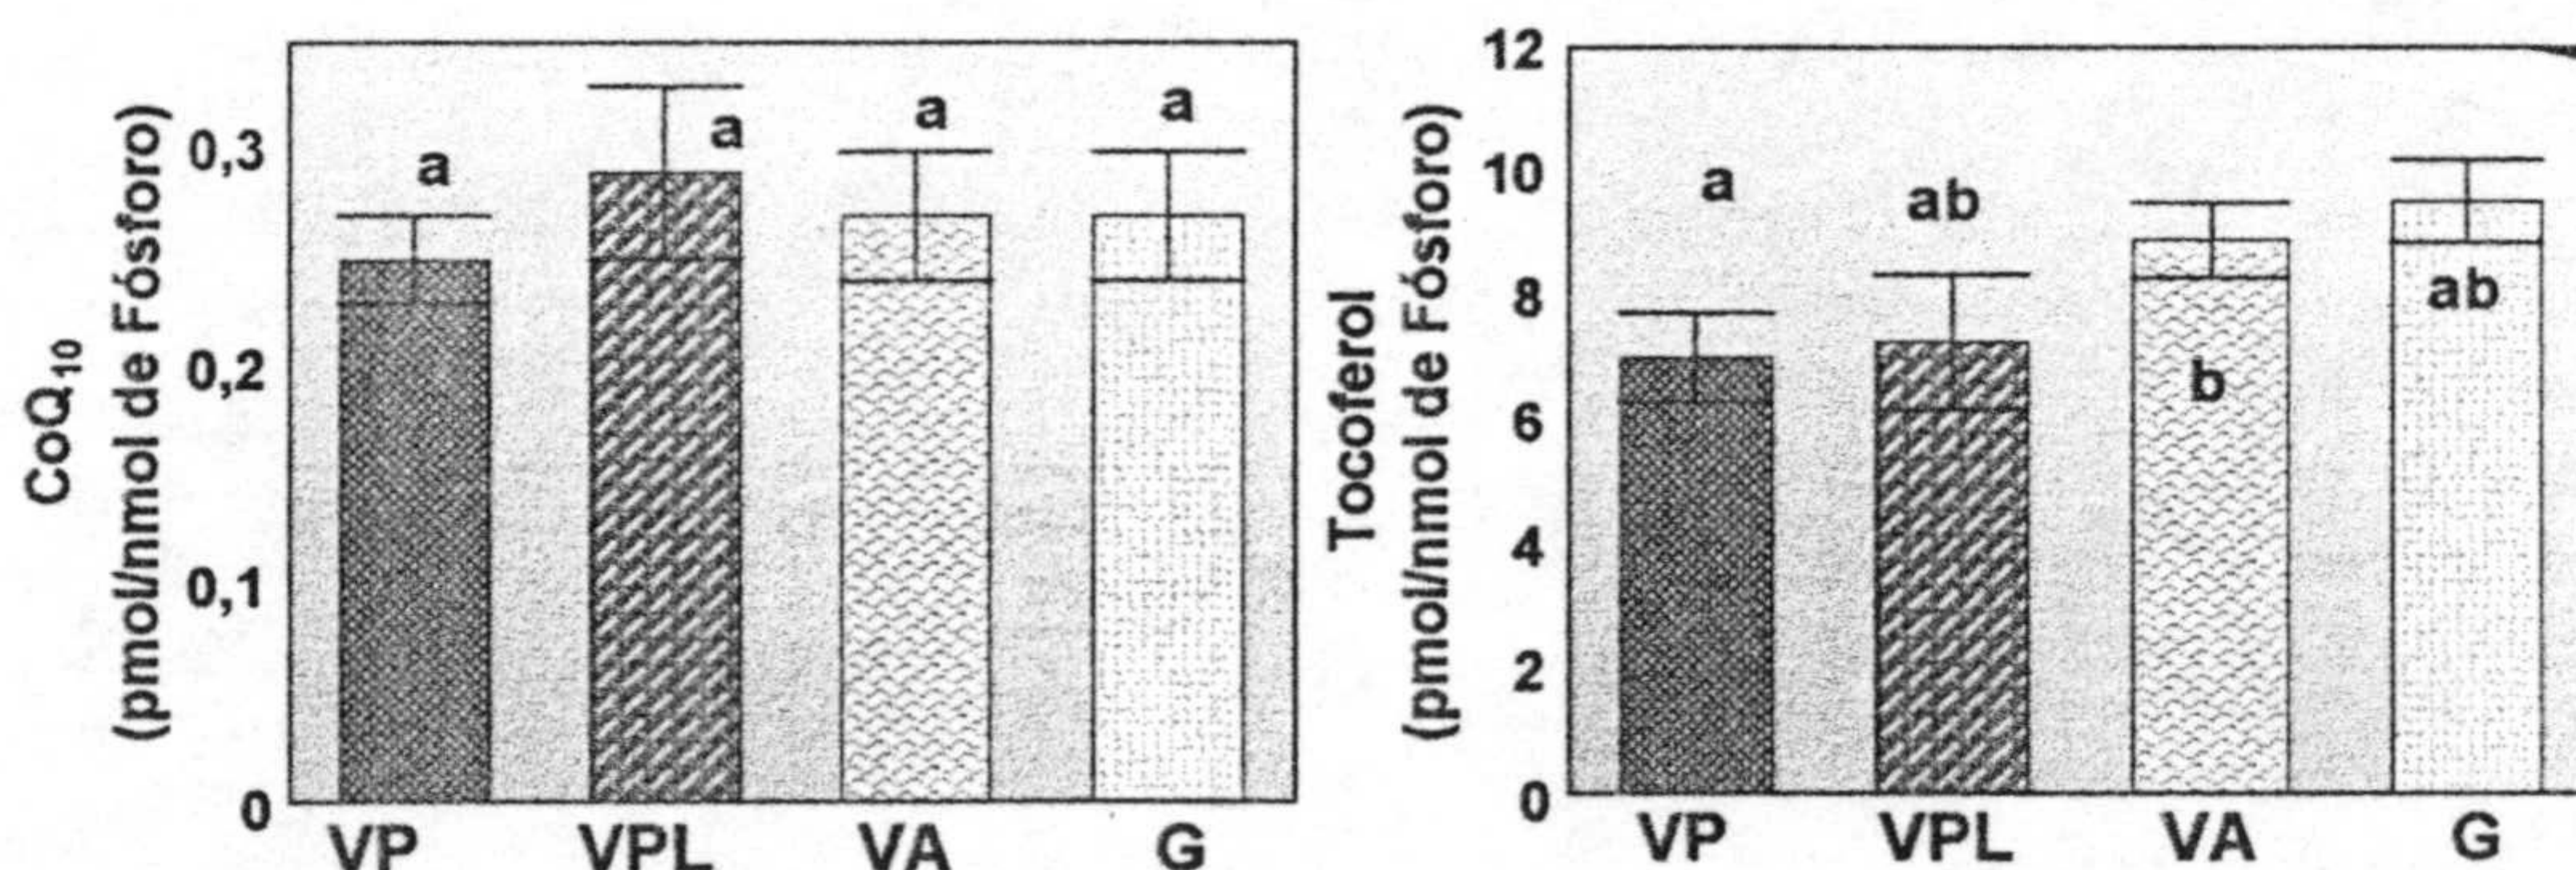 CoQ10
(pmol/nmol de Fósforo)
0,3
0,2
0,1
0
a
a
a
a
VP VPL VA G
Tocoferol
(pmol/nmol de Fósforo)
12
10
8
6
4
2
0
a
ab
b
ab
VP VPL VA G